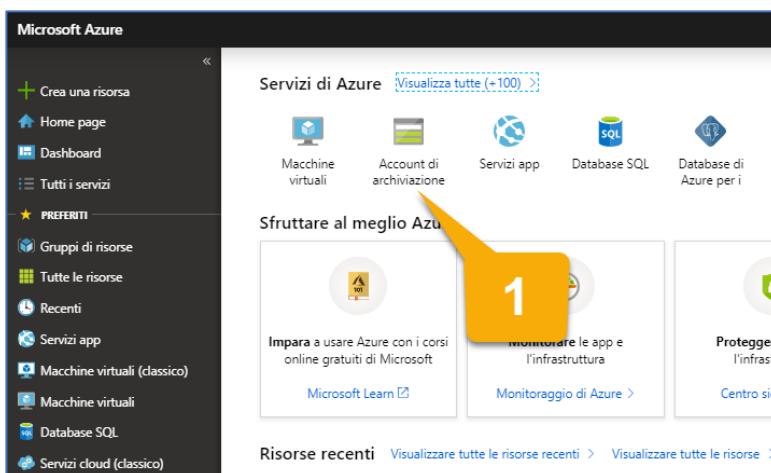 Microsoft Azure
«
Crea una risorsa
Home page
Dashboard
Tutti i servizi
PREFERITI
Gruppi di risorse
Tutte le risorse
Recenti
Servizi app
Macchine virtuali (classico)
Macchine virtuali
Database SQL
Servizi cloud (classico)
Servizi di Azure Visualizza tutte (+100) >
Macchine
virtuali
Account di
archiviazione
Servizi app
SQL
Database SQL
Database di
Azure per i
Sfruttare al meglio Azu
1
101
Impara a usare Azure con i corsi
online gratuiti di Microsoft
Microsoft Learn
Monitorare le app e
l'infrastruttura
Monitoraggio di Azure >
Protegge
l'infras
Centro si
Risorse recenti Visualizzare tutte le risorse recenti > Visualizzare tutte le risorse >